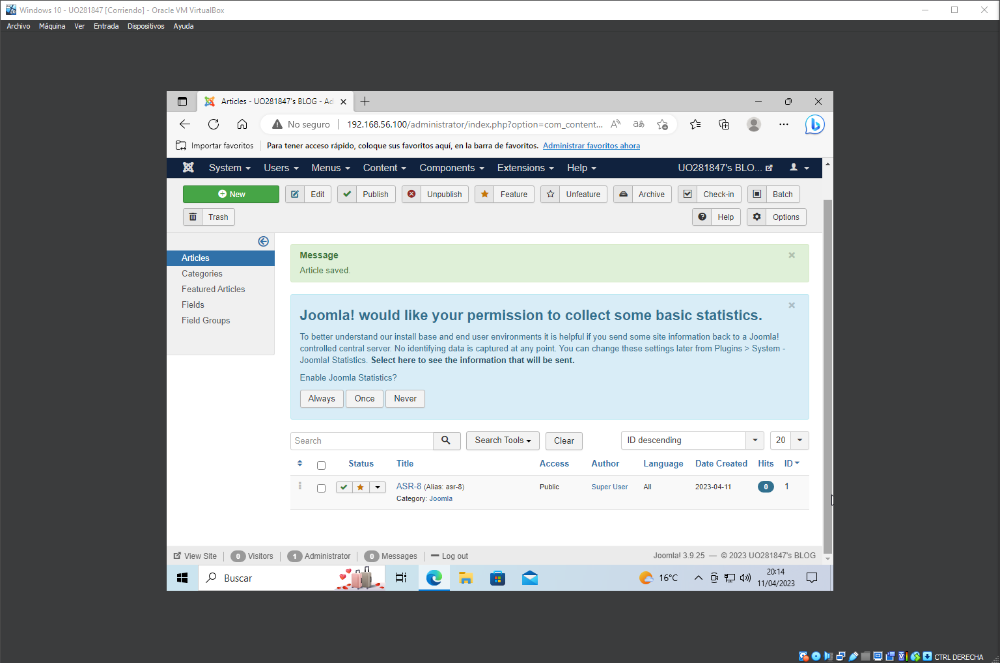 Windows 10 - UO281847 [Corriendo] - Oracle VM VirtualBox
Archivo Máquina Ver Entrada Dispositivos Ayuda
Articles - UO281847's BLOG - Ad
No seguro 192.168.56.100/administrator/index.php?option=com_content...
Importar favoritos Para tener acceso rápido, coloque sus favoritos aquí, en la barra de favoritos. Administrar favoritos ahora
System Users Menus Content Components Extensions Help UO281847's BLO...
New Edit Publish Unpublish Feature Unfeature Archive Check-in Batch
Trash Help Options
Articles
Categories
Featured Articles
Fields
Field Groups
Message
Article saved.
Joomla! would like your permission to collect some basic statistics.
To better understand our install base and end user environments it is helpful if you send some site information back to a Joomla!
controlled central server. No identifying data is captured at any point. You can change these settings later from Plugins > System -
Joomla! Statistics. Select here to see the information that will be sent.
Enable Joomla Statistics?
Always Once Never
Search Search Tools Clear ID descending 20
Status Title Access Author Language Date Created Hits ID
ASR-8 (Alias: asr-8) Public Super User All 2023-04-11 0 1
Category: Joomla
View Site 0 Visitors 1 Administrator 0 Messages Log out Joomla! 3.9.25 — © 2023 UO281847's BLOG
Buscar 16°C 20:14
11/04/2023
CTRL DERECHA